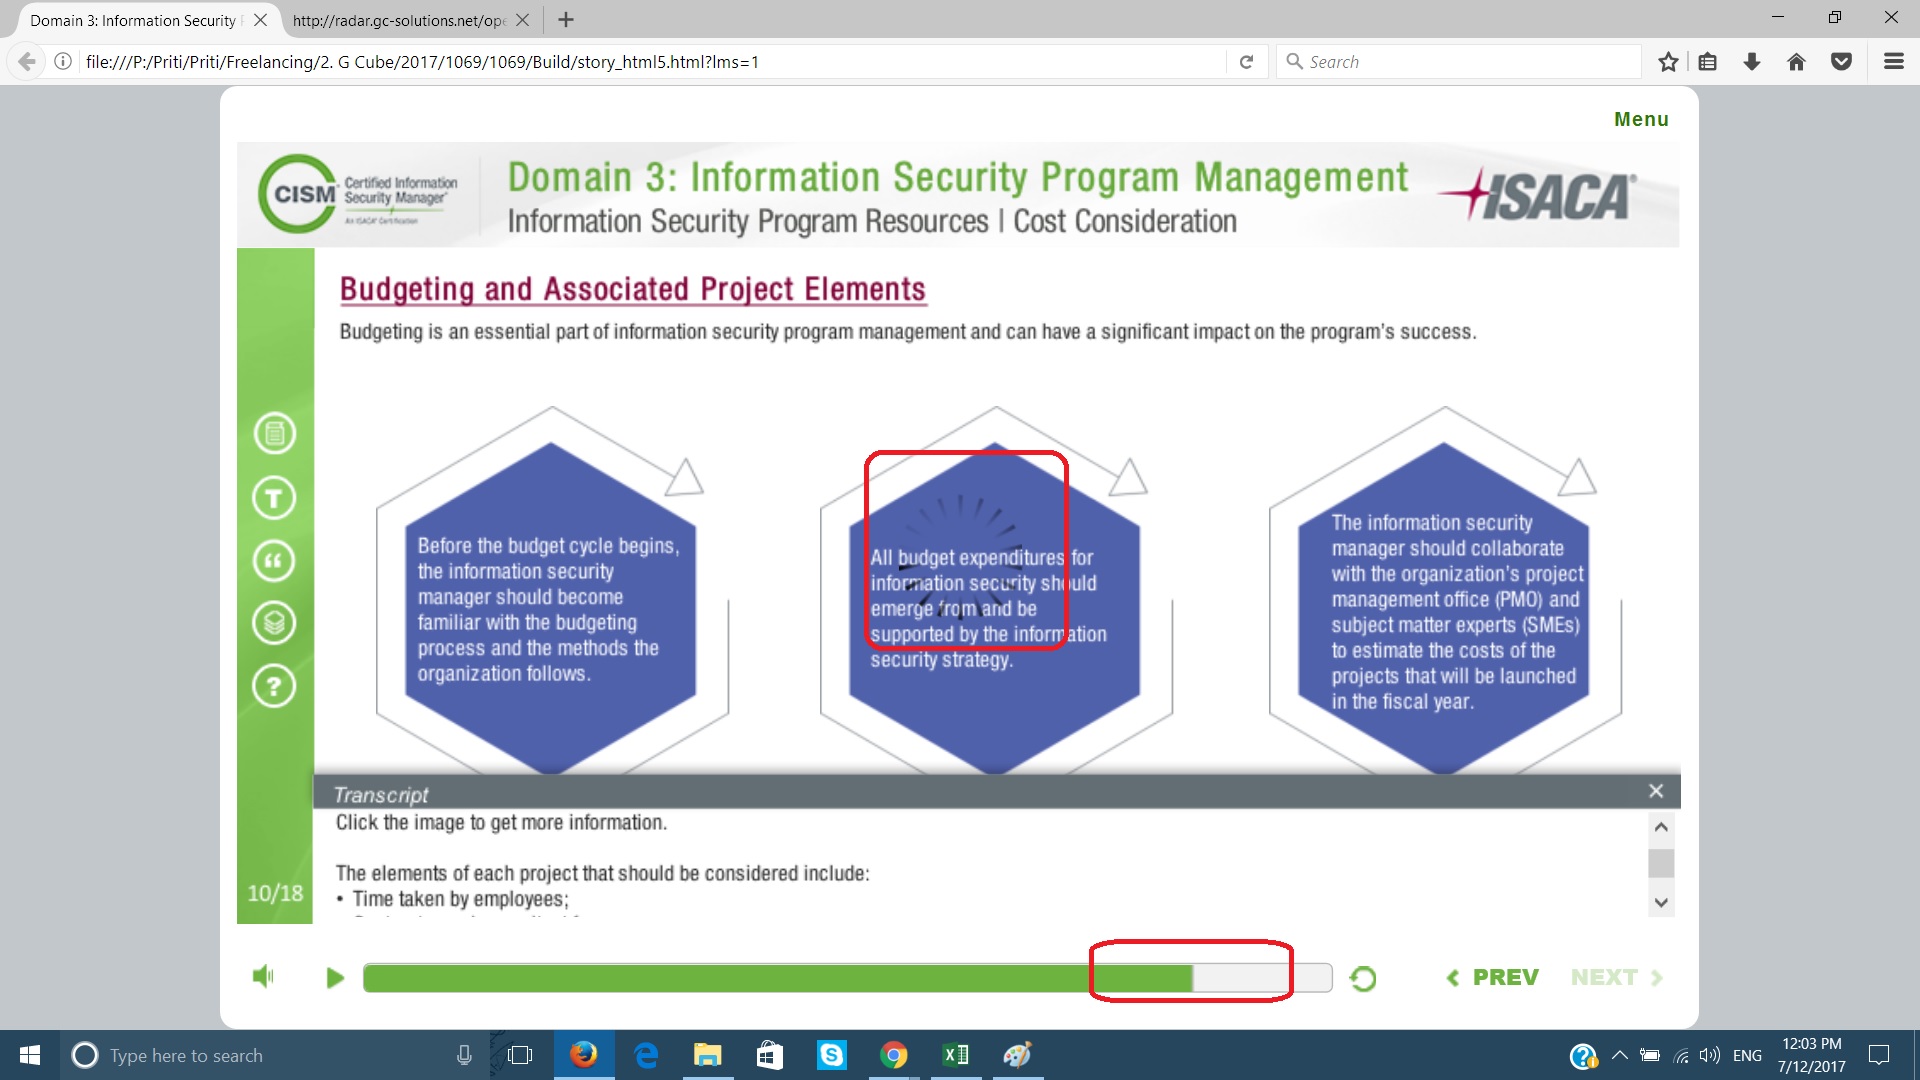 Domain 3: Information Security
http://radar.gc-solutions.net/ope
file:///P:/Priti/Priti/Freelancing/2. G Cube/2017/1069/1069/Build/story_html5.html?lms=1
Search
Menu
CISM
Certified Information
Security Manager®
An ISACA® Certification
Domain 3: Information Security Program Management
Information Security Program Resources | Cost Consideration
ISACA®
Budgeting and Associated Project Elements
Budgeting is an essential part of information security program management and can have a significant impact on the program's success.
Before the budget cycle begins,
the information security
manager should become
familiar with the budgeting
process and the methods the
organization follows.
All budget expenditures for
information security should
emerge from and be
supported by the information
security strategy.
The information security
manager should collaborate
with the organization's project
management office (PMO) and
subject matter experts (SMEs)
to estimate the costs of the
projects that will be launched
in the fiscal year.
T
“
?
10/18
Transcript
Click the image to get more information.
The elements of each project that should be considered include:
• Time taken by employees;
PREV
NEXT
Type here to search
ENG
12:03 PM
7/12/2017